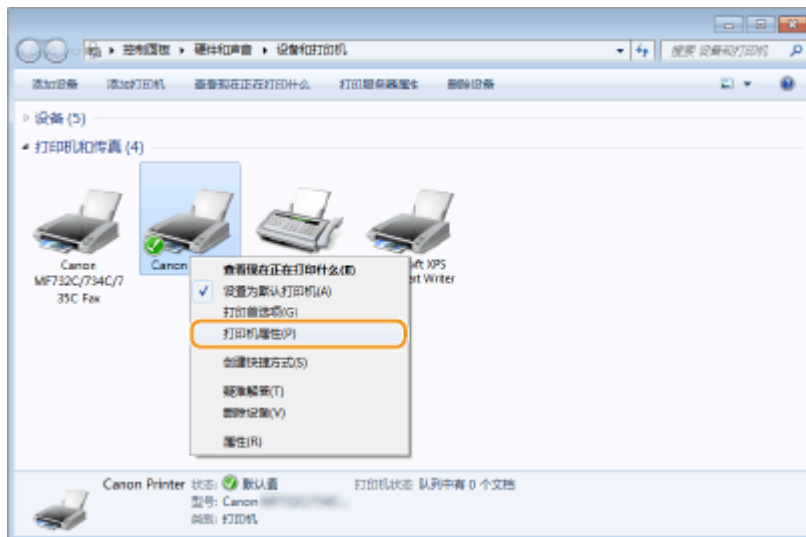 控制面板 ▸ 硬件和声音 ▸ 设备和打印机
搜索 设备和打印机
添加设备 添加打印机 查看现在正在打印什么 打印服务器属性 删除设备
设备 (5)
打印机和传真 (4)
Canon
MF732C/734C/7
35C Fax
Canon
ft XPS
ent Writer
查看现在正在打印什么(E)
设置为默认打印机(A)
打印首选项(G)
打印机属性(P)
创建快捷方式(S)
疑难解答(T)
删除设备(V)
属性(R)
Canon Printer 状态: 默认值 打印机状态: 队列中有 0 个文档
型号: Canon
类别: 打印机